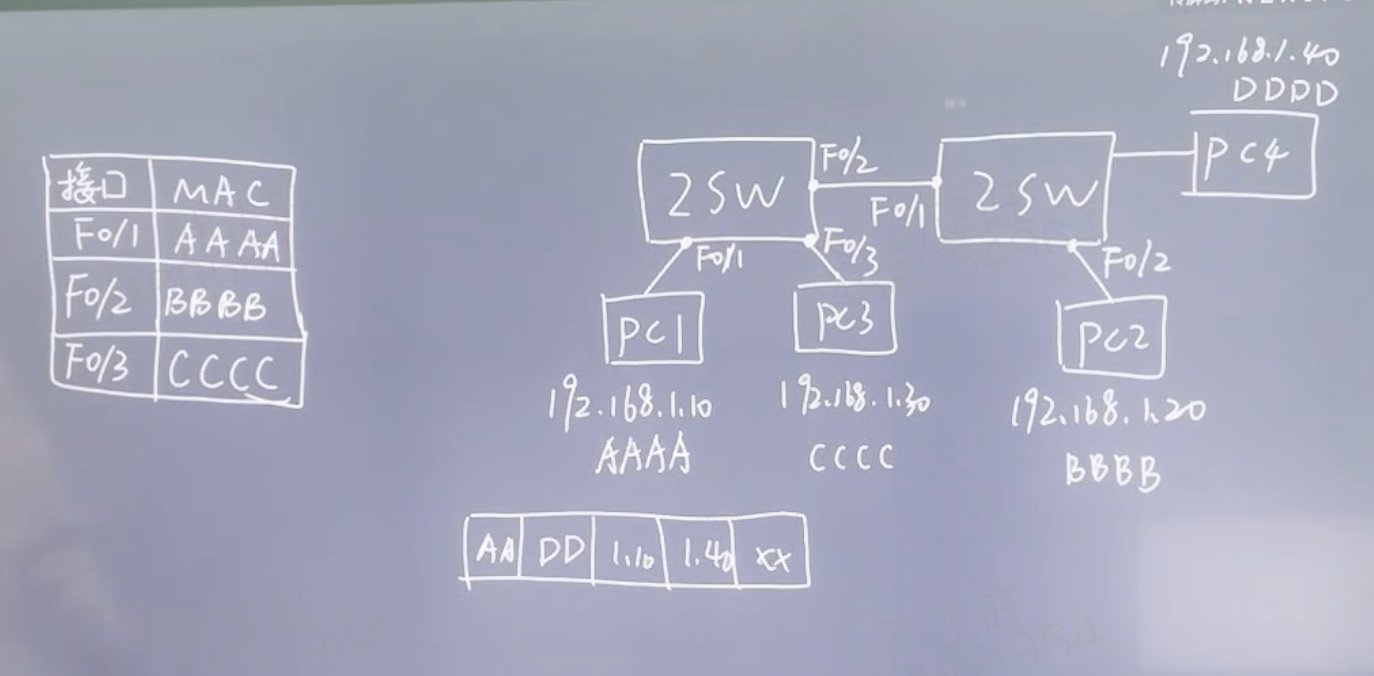 192.168.1.40
DDDD
接口 MAC
F0/1 AAAA
F0/2 BBBB
F0/3 CCCC
2SW F0/2 F0/1 2SW PC4
F0/1 F0/3 F0/2
PC1 PC3 PC2
192.168.1.10 192.168.1.30 192.168.1.20
AAAA CCCC BBBB
AA DD 1.10 1.40 xx